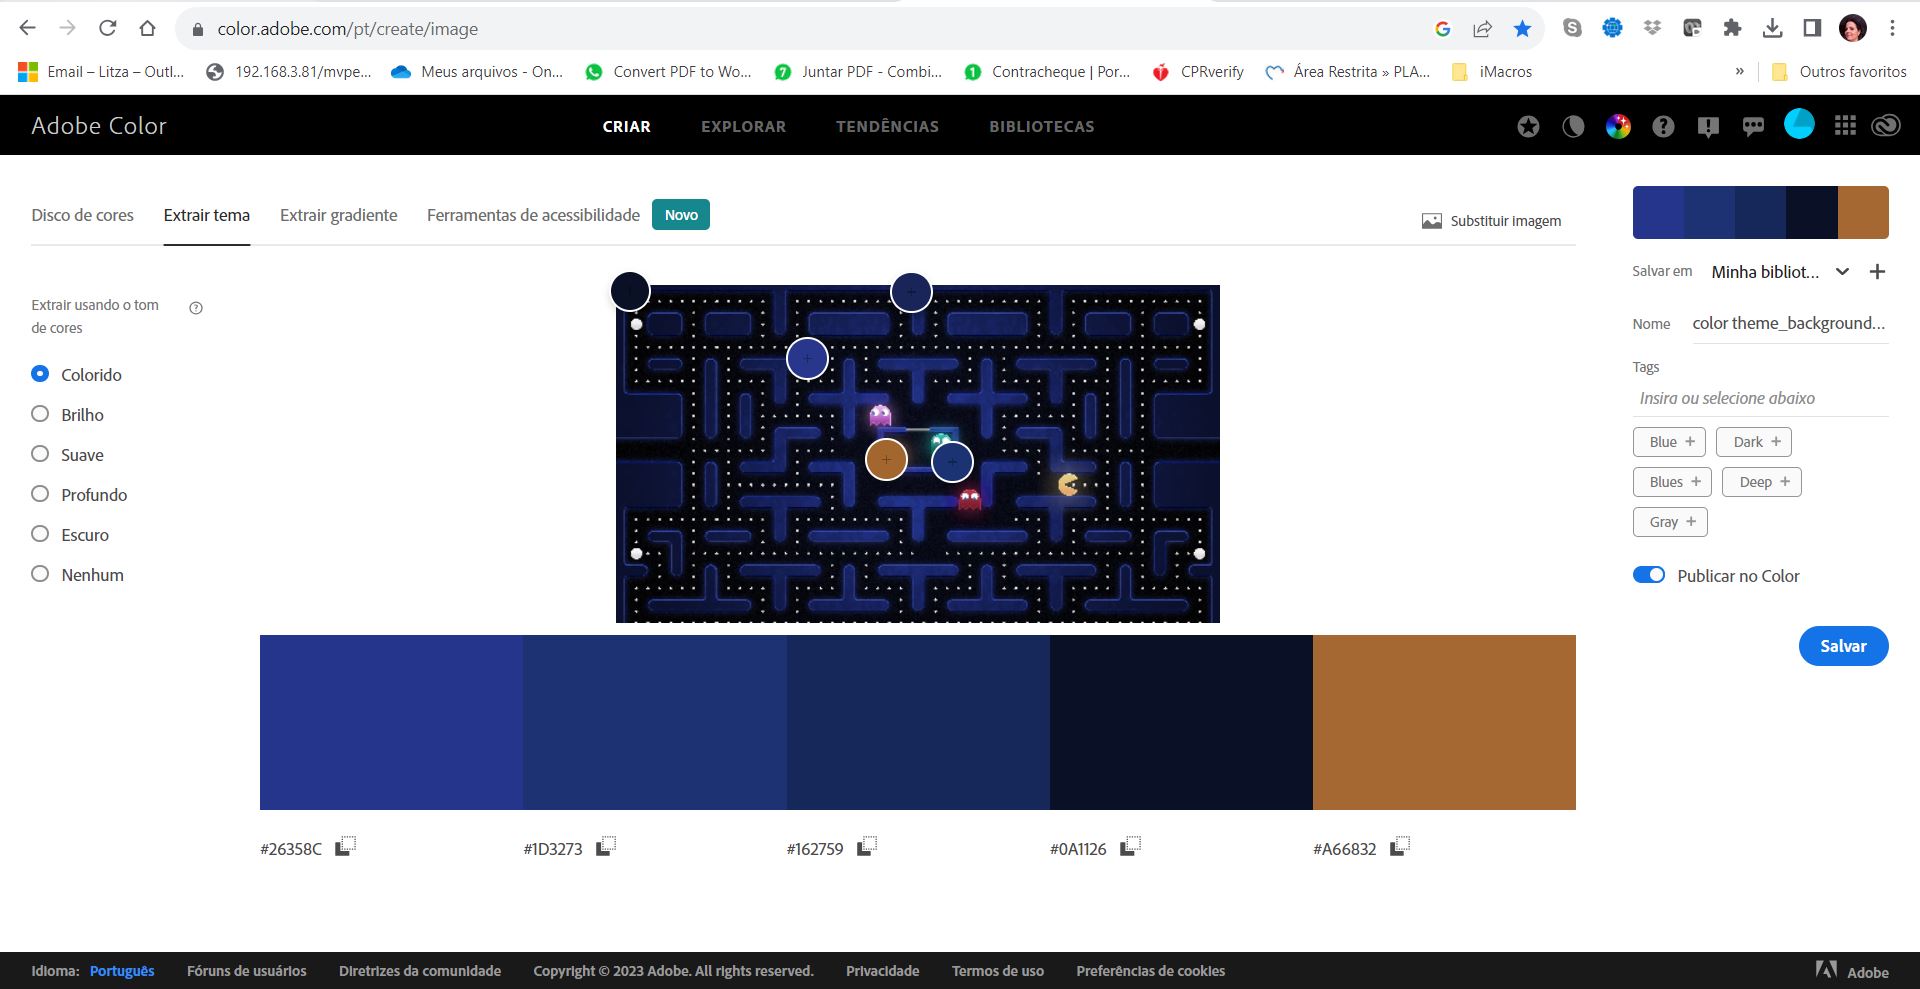 color.adobe.com/pt/create/image
Email – Litza – Outl...
192.168.3.81/mvpe...
Meus arquivos - On...
Convert PDF to Wo...
Juntar PDF - Combi...
Contracheque | Por...
CPRverify
Área Restrita » PLA...
iMacros
»
Outros favoritos
Adobe Color
CRIAR
EXPLORAR
TENDÊNCIAS
BIBLIOTECAS
Disco de cores
Extrair tema
Extrair gradiente
Ferramentas de acessibilidade
Novo
Substituir imagem
Extrair usando o tom
de cores
Colorido
Brilho
Suave
Profundo
Escuro
Nenhum
Salvar em
Minha bibliot...
Nome
color theme_background...
Tags
Insira ou selecione abaixo
Blue +
Dark +
Blues +
Deep +
Gray +
Publicar no Color
Salvar
#26358C
#1D3273
#162759
#0A1126
#A66832
Idioma: Português
Fóruns de usuários
Diretrizes da comunidade
Copyright © 2023 Adobe. All rights reserved.
Privacidade
Termos de uso
Preferências de cookies
Adobe